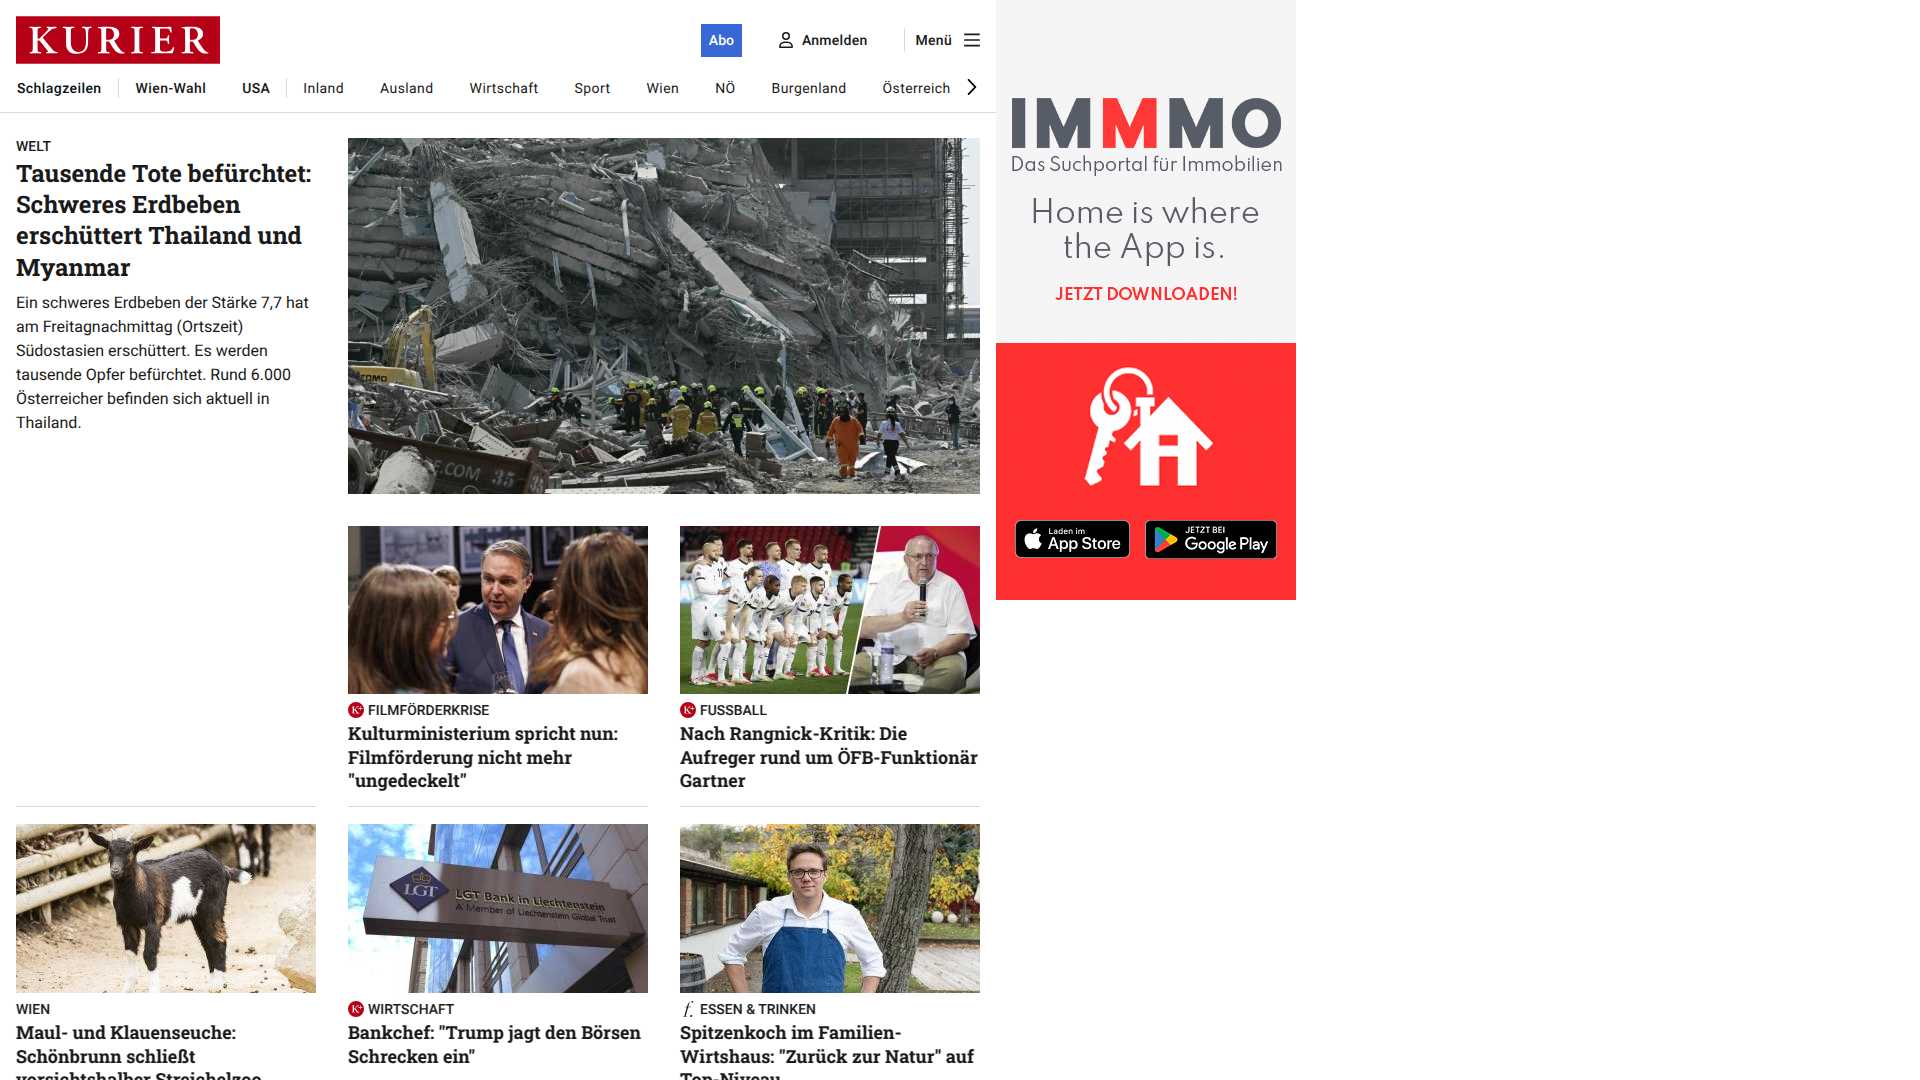 KURIER
Abo
Anmelden
Menü
Schlagzeilen
Wien-Wahl
USA
Inland
Ausland
Wirtschaft
Sport
Wien
NÖ
Burgenland
Österreich
WELT
Tausende Tote befürchtet:
Schweres Erdbeben
erschüttert Thailand und
Myanmar
Ein schweres Erdbeben der Stärke 7,7 hat
am Freitagnachmittag (Ortszeit)
Südostasien erschüttert. Es werden
tausende Opfer befürchtet. Rund 6.000
Österreicher befinden sich aktuell in
Thailand.
K+ FILMFÖRDERKRISE
Kulturministerium spricht nun:
Filmförderung nicht mehr
"ungedeckelt"
K+ FUSSBALL
Nach Rangnick-Kritik: Die
Aufreger rund um ÖFB-Funktionär
Gartner
WIEN
Maul- und Klauenseuche:
Schönbrunn schließt
vorsichtshalber Streichelzoo
LGT
LGT Bank in Liechtenstein
A Member of Liechtenstein Global Trust
K+ WIRTSCHAFT
Bankchef: "Trump jagt den Börsen
Schrecken ein"
f. ESSEN & TRINKEN
Spitzenkoch im Familien-
Wirtshaus: "Zurück zur Natur" auf
Top-Niveau
IMMMO
Das Suchportal für Immobilien
Home is where
the App is.
JETZT DOWNLOADEN!
Laden im
App Store
JETZT BEI
Google Play